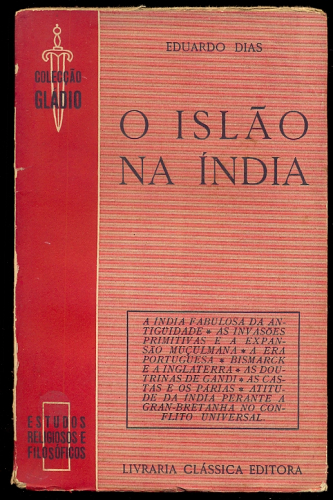 COLECÇÃO
GLADIO
EDUARDO DIAS
O ISLÃO
NA ÍNDIA
A ÍNDIA FABULOSA DA AN-
TIGUIDADE * AS INVASÕES
PRIMITIVAS E A EXPAN-
SÃO MUÇULMANA * A ERA
PORTUGUESA * BISMARCK
E A INGLATERRA * AS DOU-
TRINAS DE GANDI * AS CAS-
TAS E OS PÁRIAS * ATITU-
DE DA ÍNDIA PERANTE A
GRAN-BRETANHA NO CON-
FLITO UNIVERSAL
ESTUDOS
RELIGIOSOS E
FILOSÓFICOS
LIVRARIA CLÁSSICA EDITORA